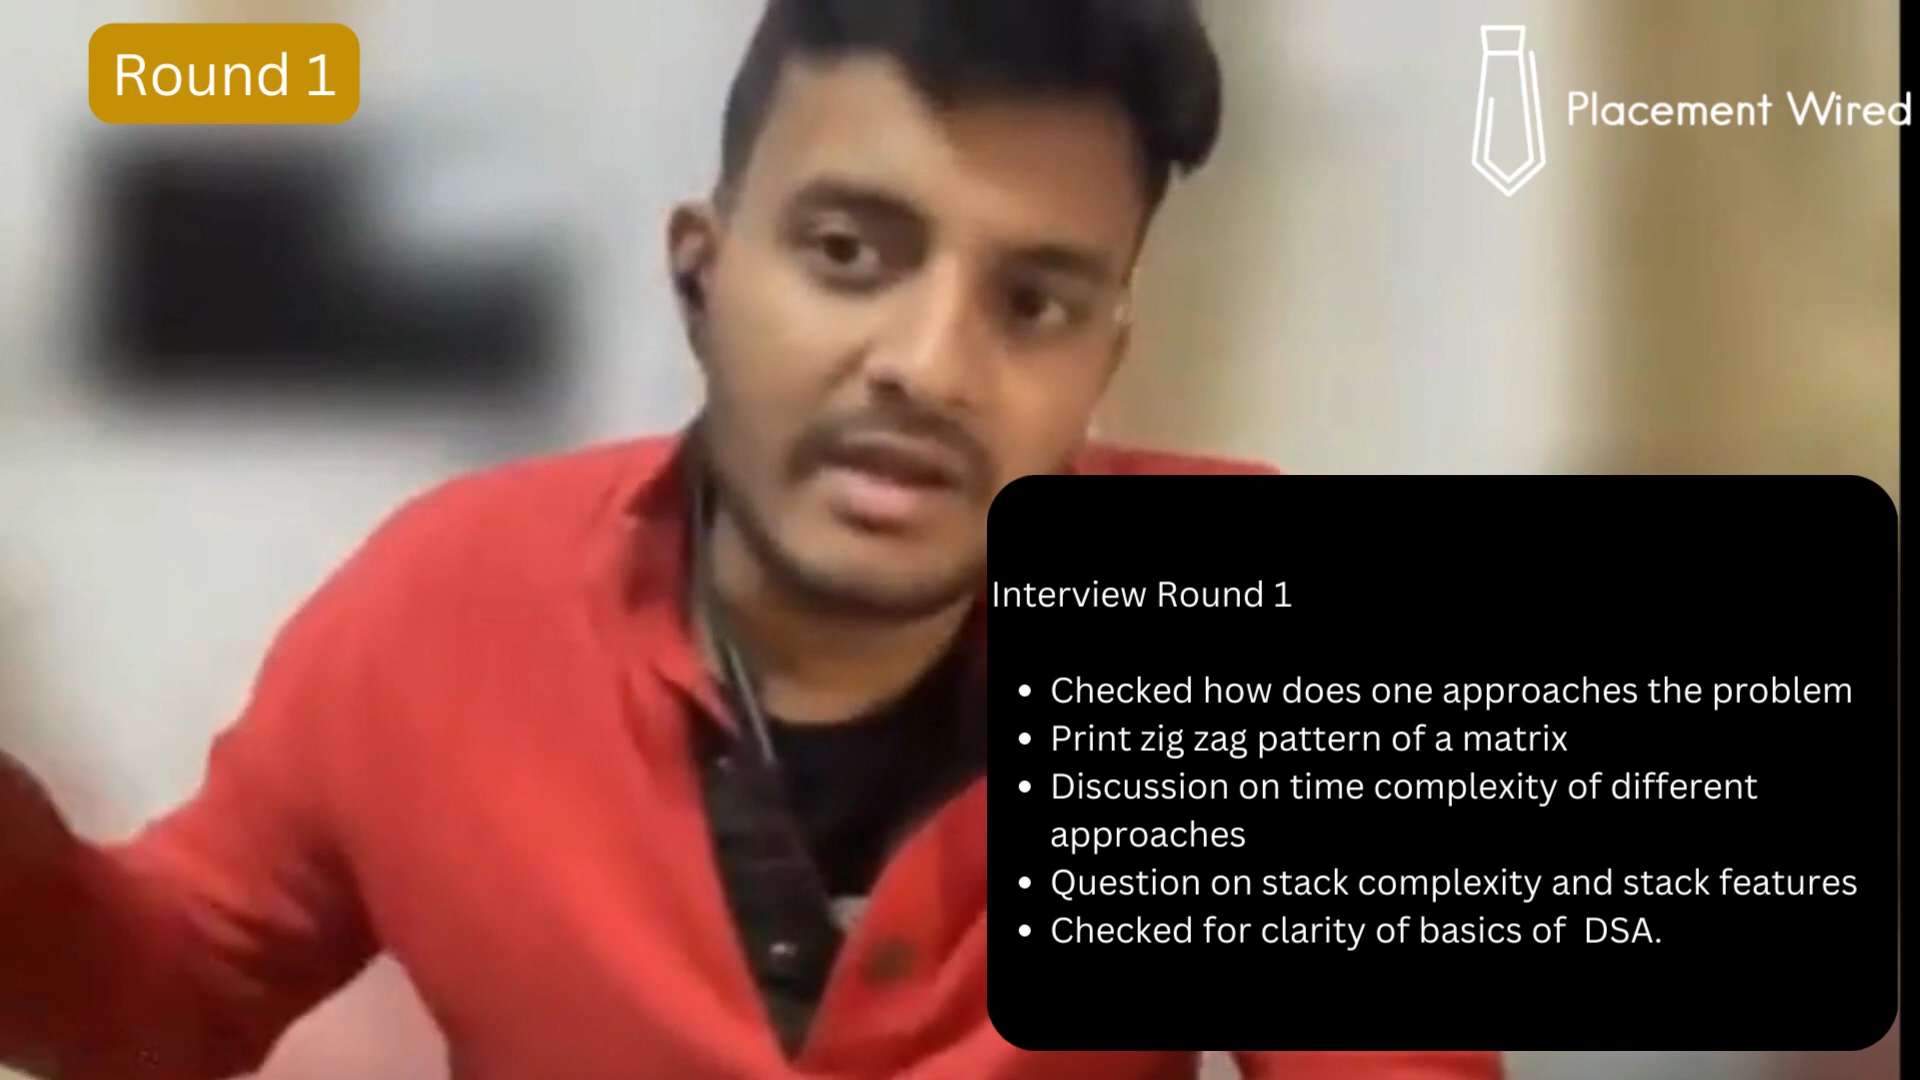 Round 1
Placement Wired
Interview Round 1
• Checked how does one approaches the problem
• Print zig zag pattern of a matrix
• Discussion on time complexity of different
approaches
• Question on stack complexity and stack features
• Checked for clarity of basics of  DSA.